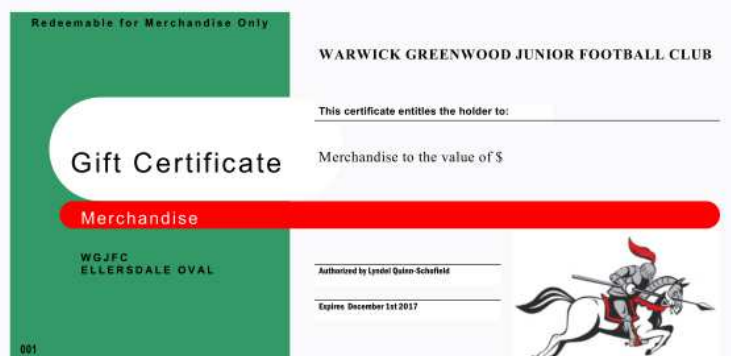 Redeemable for Merchandise Only
WARWICK GREENWOOD JUNIOR FOOTBALL CLUB
This certificate entitles the holder to:
Gift Certificate
Merchandise to the value of $
Merchandise
WGJFC
ELLERSDALE OVAL
Authorized by Lyndel Quinn-Schofield
Expires December 1st 2017
001